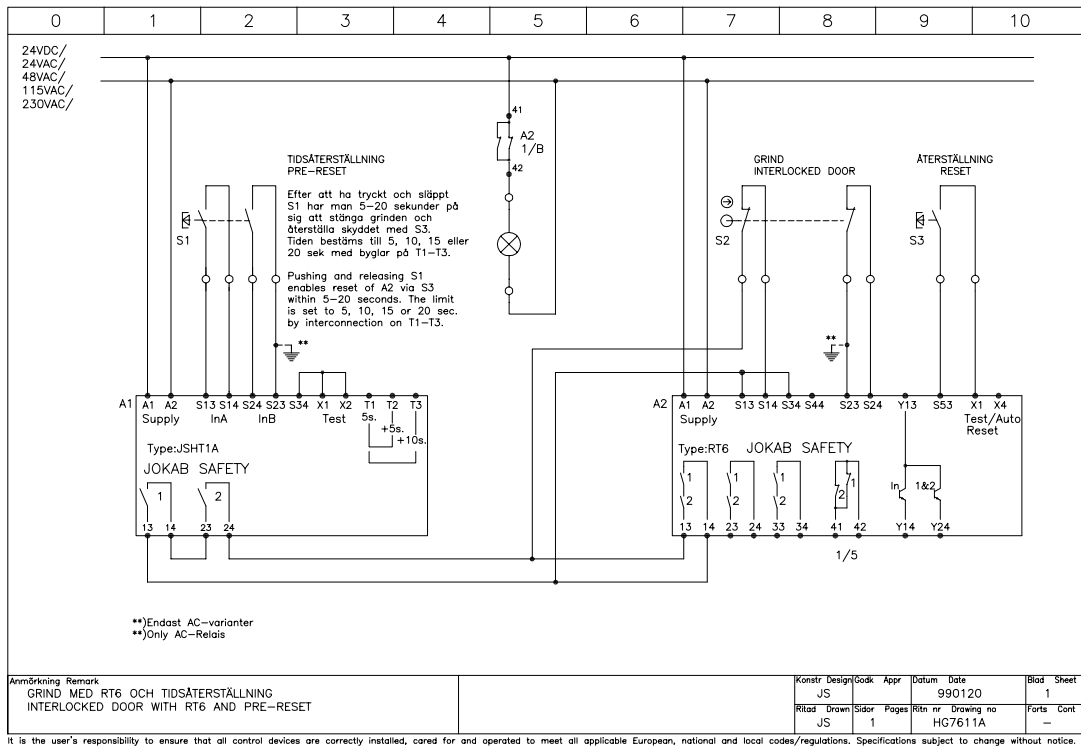 0 1 2 3 4 5 6 7 8 9 10
24VDC/
24VAC/
48VAC/
115VAC/
230VAC/
41
A2
1/B
42
TIDSÅTERSTÄLLNING
PRE-RESET
Efter att ha tryckt och släppt
S1 har man 5-20 sekunder på
sig att stänga grinden och
återställa skyddet med S3.
Tiden bestäms till 5, 10, 15 eller
20 sek med byglar på T1-T3.
Pushing and releasing S1
enables reset of A2 via S3
within 5-20 seconds. The limit
is set to 5, 10, 15 or 20 sec.
by interconnection on T1-T3.
S1
**
GRIND
INTERLOCKED DOOR
S2
**
ÅTERSTÄLLNING
RESET
S3
A1 A1 A2 S13 S14 S24 S23 S34 X1 X2 T1 T2 T3
Supply InA InB Test 5s.
+5s.
+10s.
Type:JSHT1A
JOKAB SAFETY
1 2
13 14 23 24
A2 A1 A2 S13 S14 S34 S44 S23 S24 Y13 S53 X1 X4
Supply Test/Auto
Reset
Type:RT6 JOKAB SAFETY
1 1 1 1 In 1&2
2 2 2 2
13 14 23 24 33 34 41 42 Y14 Y24
1/5
**)Endast AC-varianter
**)Only AC-Relais
Anmörkning Remark
GRIND MED RT6 OCH TIDSÅTERSTÄLLNING
INTERLOCKED DOOR WITH RT6 AND PRE-RESET
Konstr Design Godk Appr Datum Date Blad Sheet
JS 990120 1
Ritad Drawn Sidor Pages Ritn nr Drawing no Forts Cont
JS 1 HG7611A -
It is the user's responsibility to ensure that all control devices are correctly installed, cared for and operated to meet all applicable European, national and local codes/regulations. Specifications subject to change without notice.